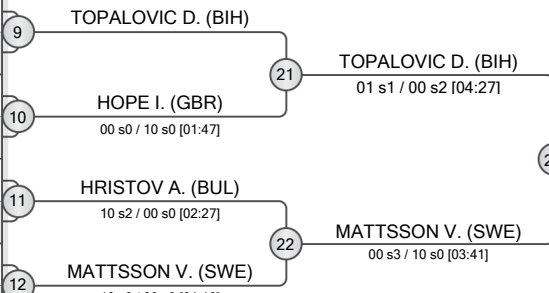 9
TOPALOVIC D. (BIH)
21
TOPALOVIC D. (BIH)
01 s1 / 00 s2 [04:27]
10
HOPE I. (GBR)
00 s0 / 10 s0 [01:47]
11
HRISTOV A. (BUL)
10 s2 / 00 s0 [02:27]
22
MATTSSON V. (SWE)
00 s3 / 10 s0 [03:41]
12
MATTSSON V. (SWE)